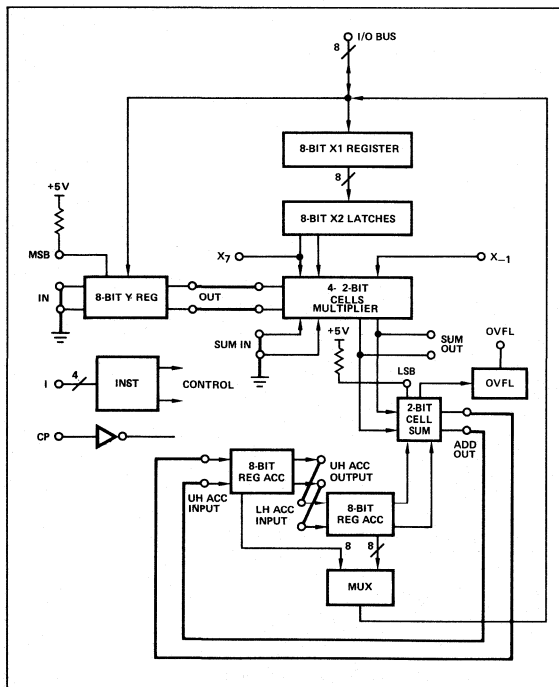 I/O BUS
8
8-BIT X1 REGISTER
8
+5V
8-BIT X2 LATCHES
MSB
X7
X−1
IN
8-BIT Y REG
OUT
4- 2-BIT
CELLS
MULTIPLIER
SUM IN
+5V
SUM
OUT
OVFL
LSB
OVFL
I
4
INST
CONTROL
2-BIT
CELL
SUM
ADD
OUT
CP
8-BIT
REG ACC
UH ACC
OUTPUT
UH ACC
INPUT
LH ACC
INPUT
8-BIT
REG ACC
8
8
MUX